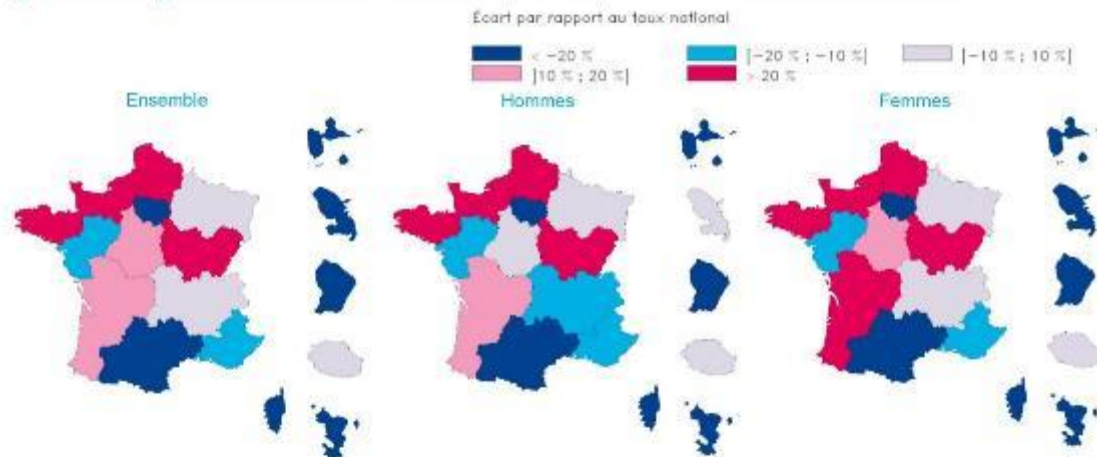 Écart par rapport au taux national
< −20 %
[−20 % ; −10 %]
[−10 % ; 10 %]
]10 % ; 20 %]
> 20 %
Ensemble
Hommes
Femmes